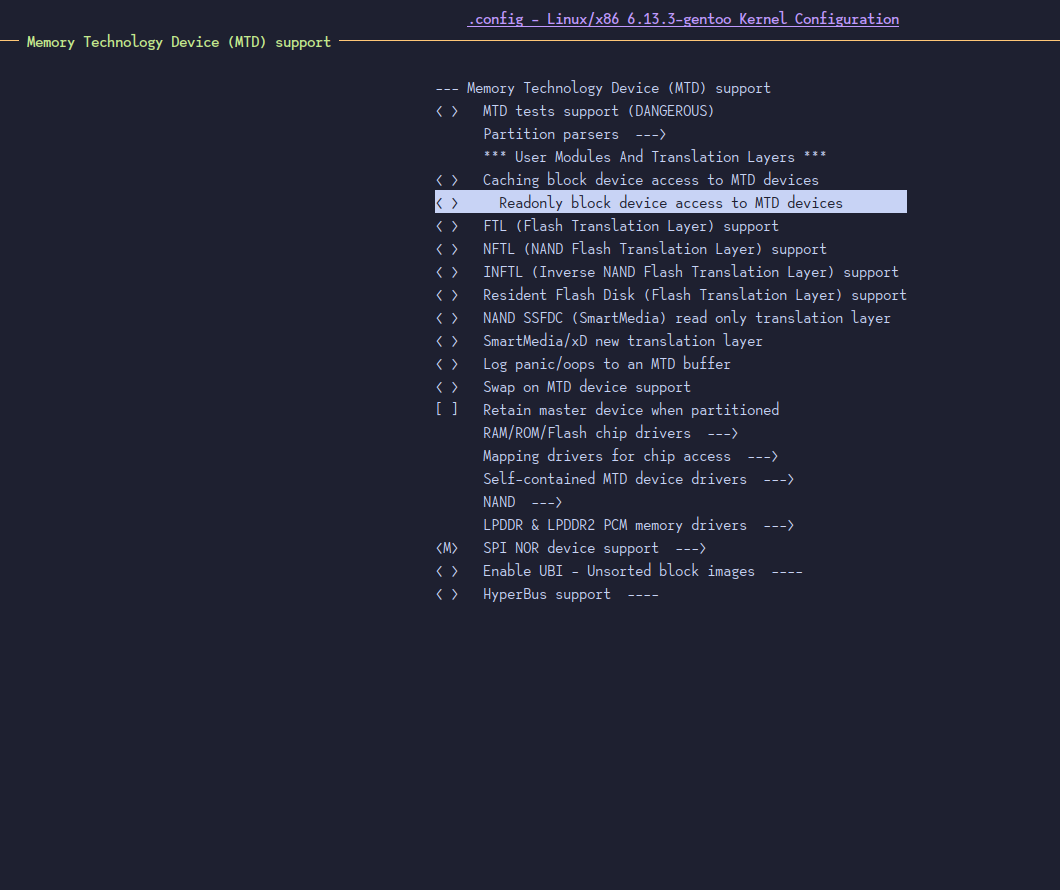 .config - Linux/x86 6.13.3-gentoo Kernel Configuration
Memory Technology Device (MTD) support
--- Memory Technology Device (MTD) support
< >   MTD tests support (DANGEROUS)
      Partition parsers  --->
      *** User Modules And Translation Layers ***
< >   Caching block device access to MTD devices
< >     Readonly block device access to MTD devices
< >   FTL (Flash Translation Layer) support
< >   NFTL (NAND Flash Translation Layer) support
< >   INFTL (Inverse NAND Flash Translation Layer) support
< >   Resident Flash Disk (Flash Translation Layer) support
< >   NAND SSFDC (SmartMedia) read only translation layer
< >   SmartMedia/xD new translation layer
< >   Log panic/oops to an MTD buffer
< >   Swap on MTD device support
[ ]   Retain master device when partitioned
      RAM/ROM/Flash chip drivers  --->
      Mapping drivers for chip access  --->
      Self-contained MTD device drivers  --->
      NAND  --->
      LPDDR & LPDDR2 PCM memory drivers  --->
<M>   SPI NOR device support  --->
< >   Enable UBI - Unsorted block images  ----
< >   HyperBus support  ----